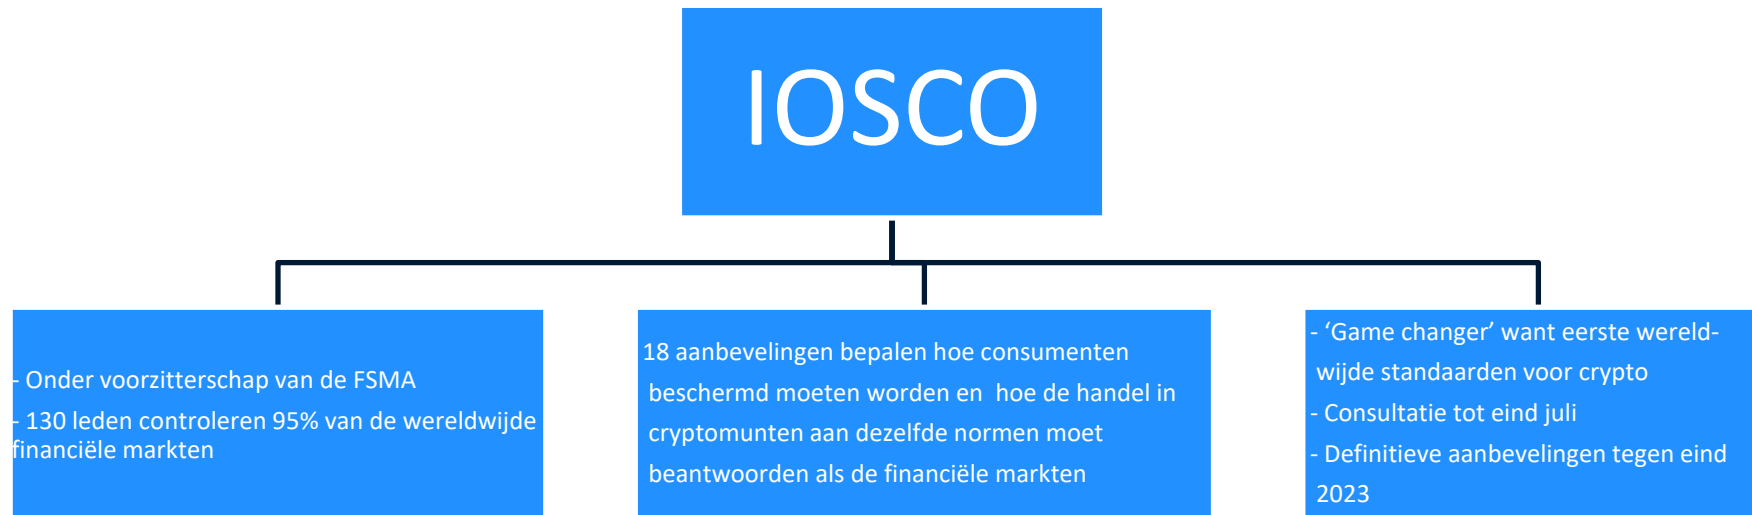 IOSCO
- Onder voorzitterschap van de FSMA
- 130 leden controleren 95% van de wereldwijde
financiële markten
18 aanbevelingen bepalen hoe consumenten
beschermd moeten worden en  hoe de handel in
cryptomunten aan dezelfde normen moet
beantwoorden als de financiële markten
- ‘Game changer’ want eerste wereld-
wijde standaarden voor crypto
- Consultatie tot eind juli
- Definitieve aanbevelingen tegen eind
2023